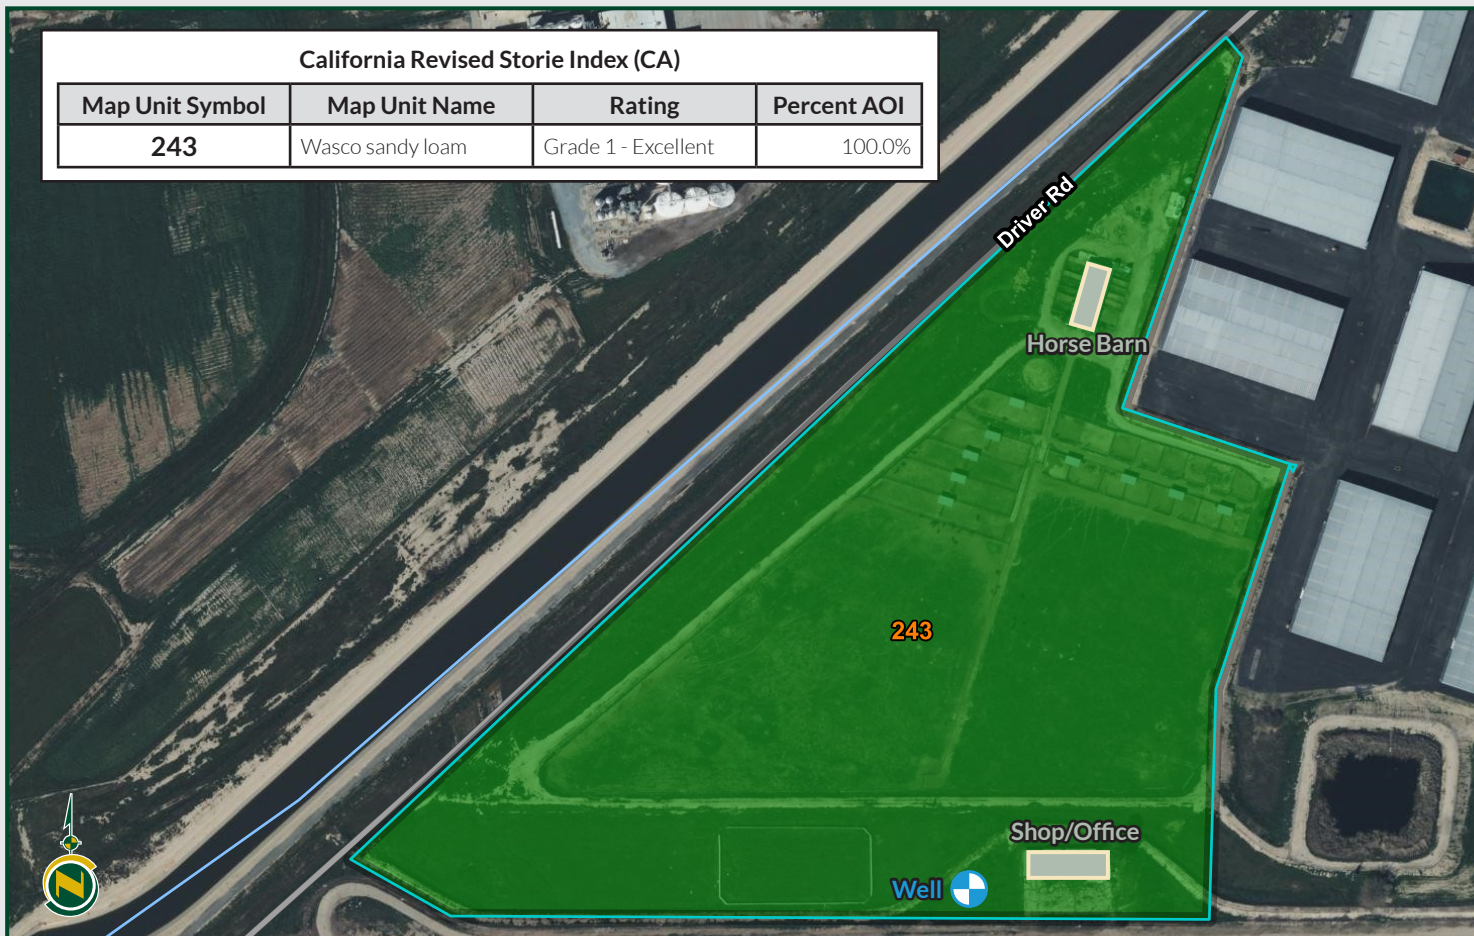 California Revised Storie Index (CA)
Map Unit Symbol Map Unit Name Rating Percent AOI
243 Wasco sandy loam Grade 1 - Excellent 100.0%
Driver Rd
Horse Barn
243
Shop/Office
Well
N